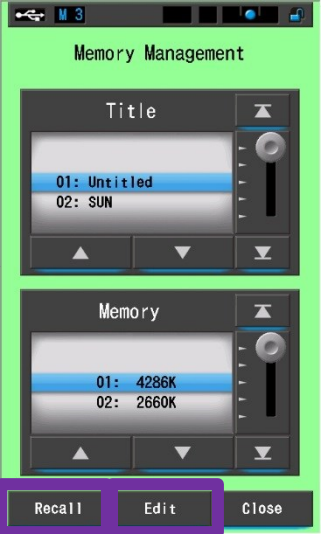 M 3
Memory Management
Title
01: Untitled
02: SUN
Memory
01: 4286K
02: 2660K
Recall Edit Close